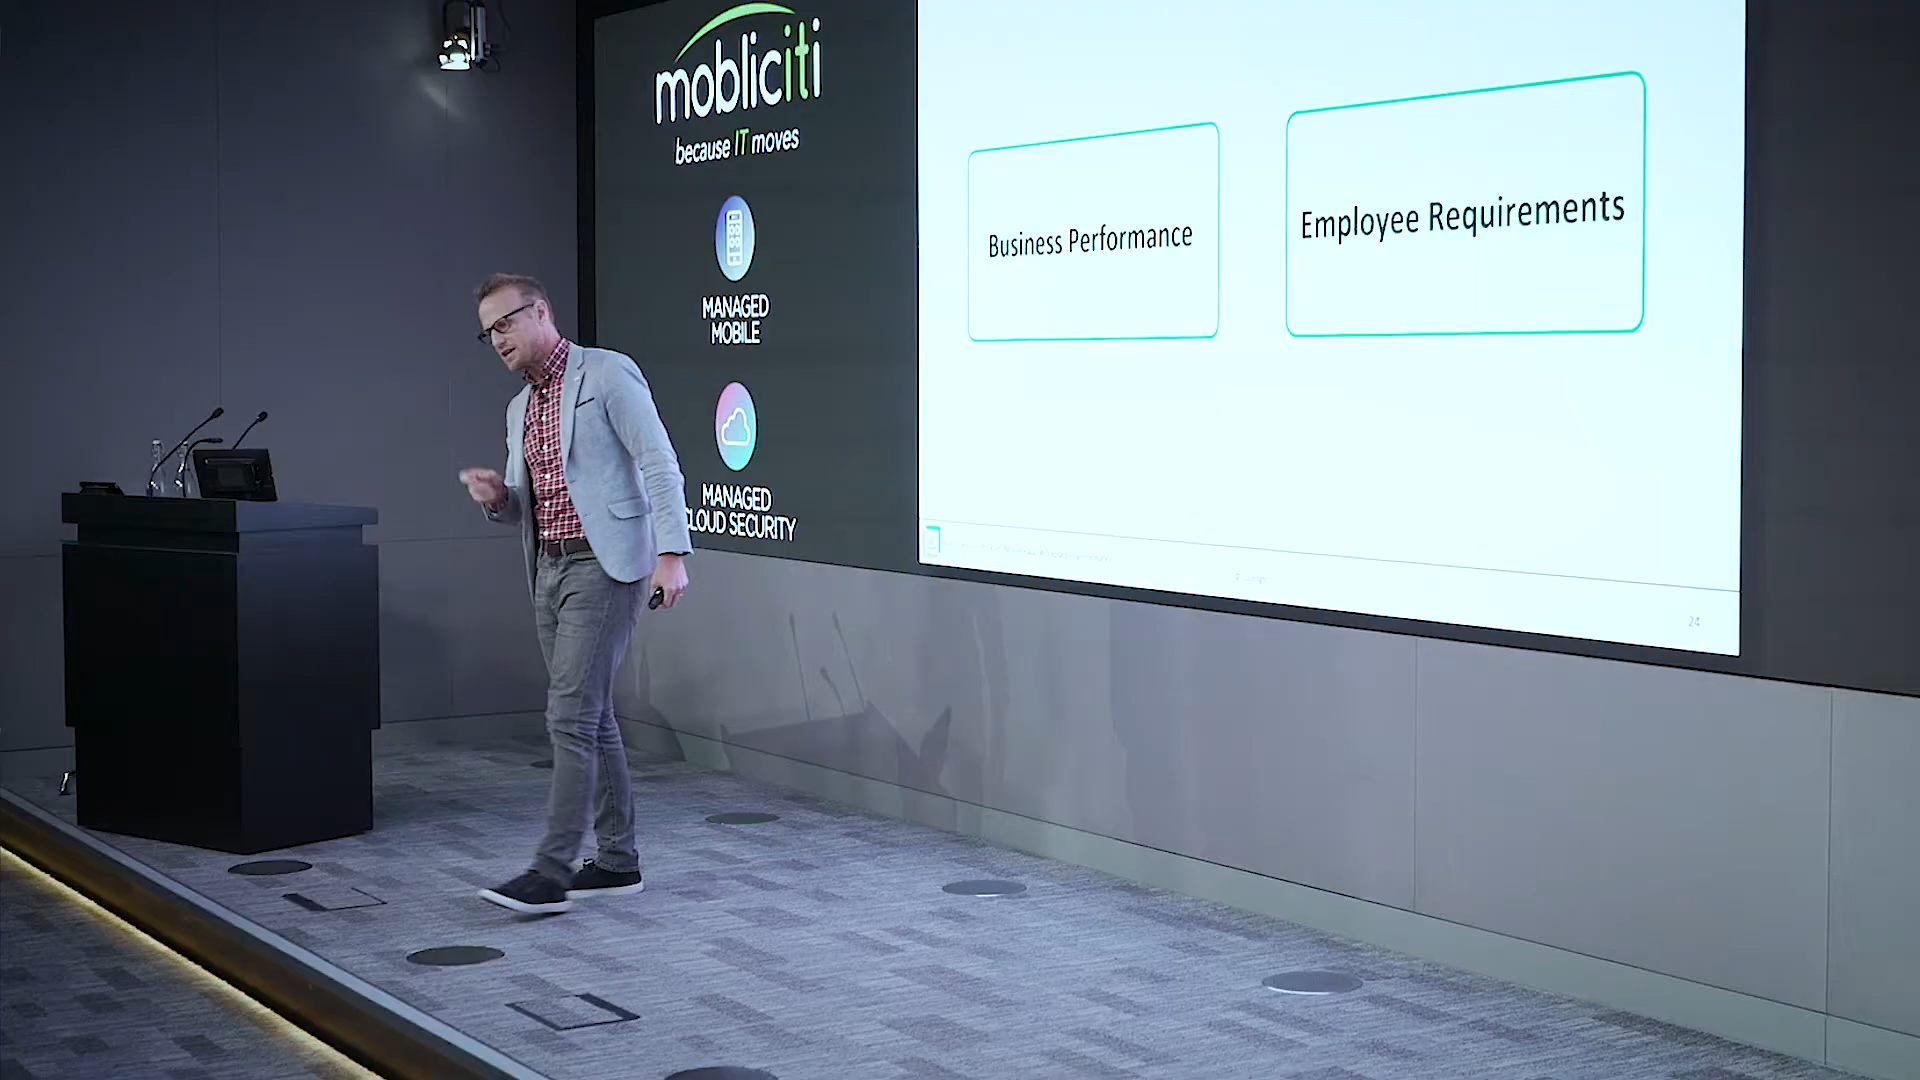 mobliciti
because IT moves
MANAGED
MOBILE
MANAGED
CLOUD SECURITY
Business Performance
Employee Requirements
24